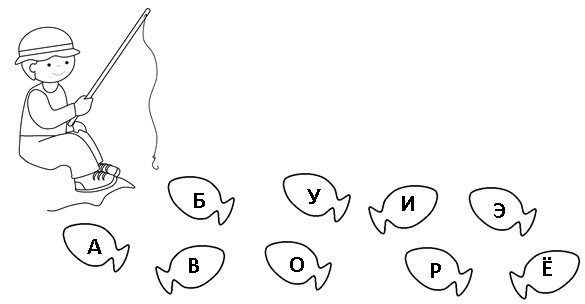 Б У И Э
А В О Р Ё